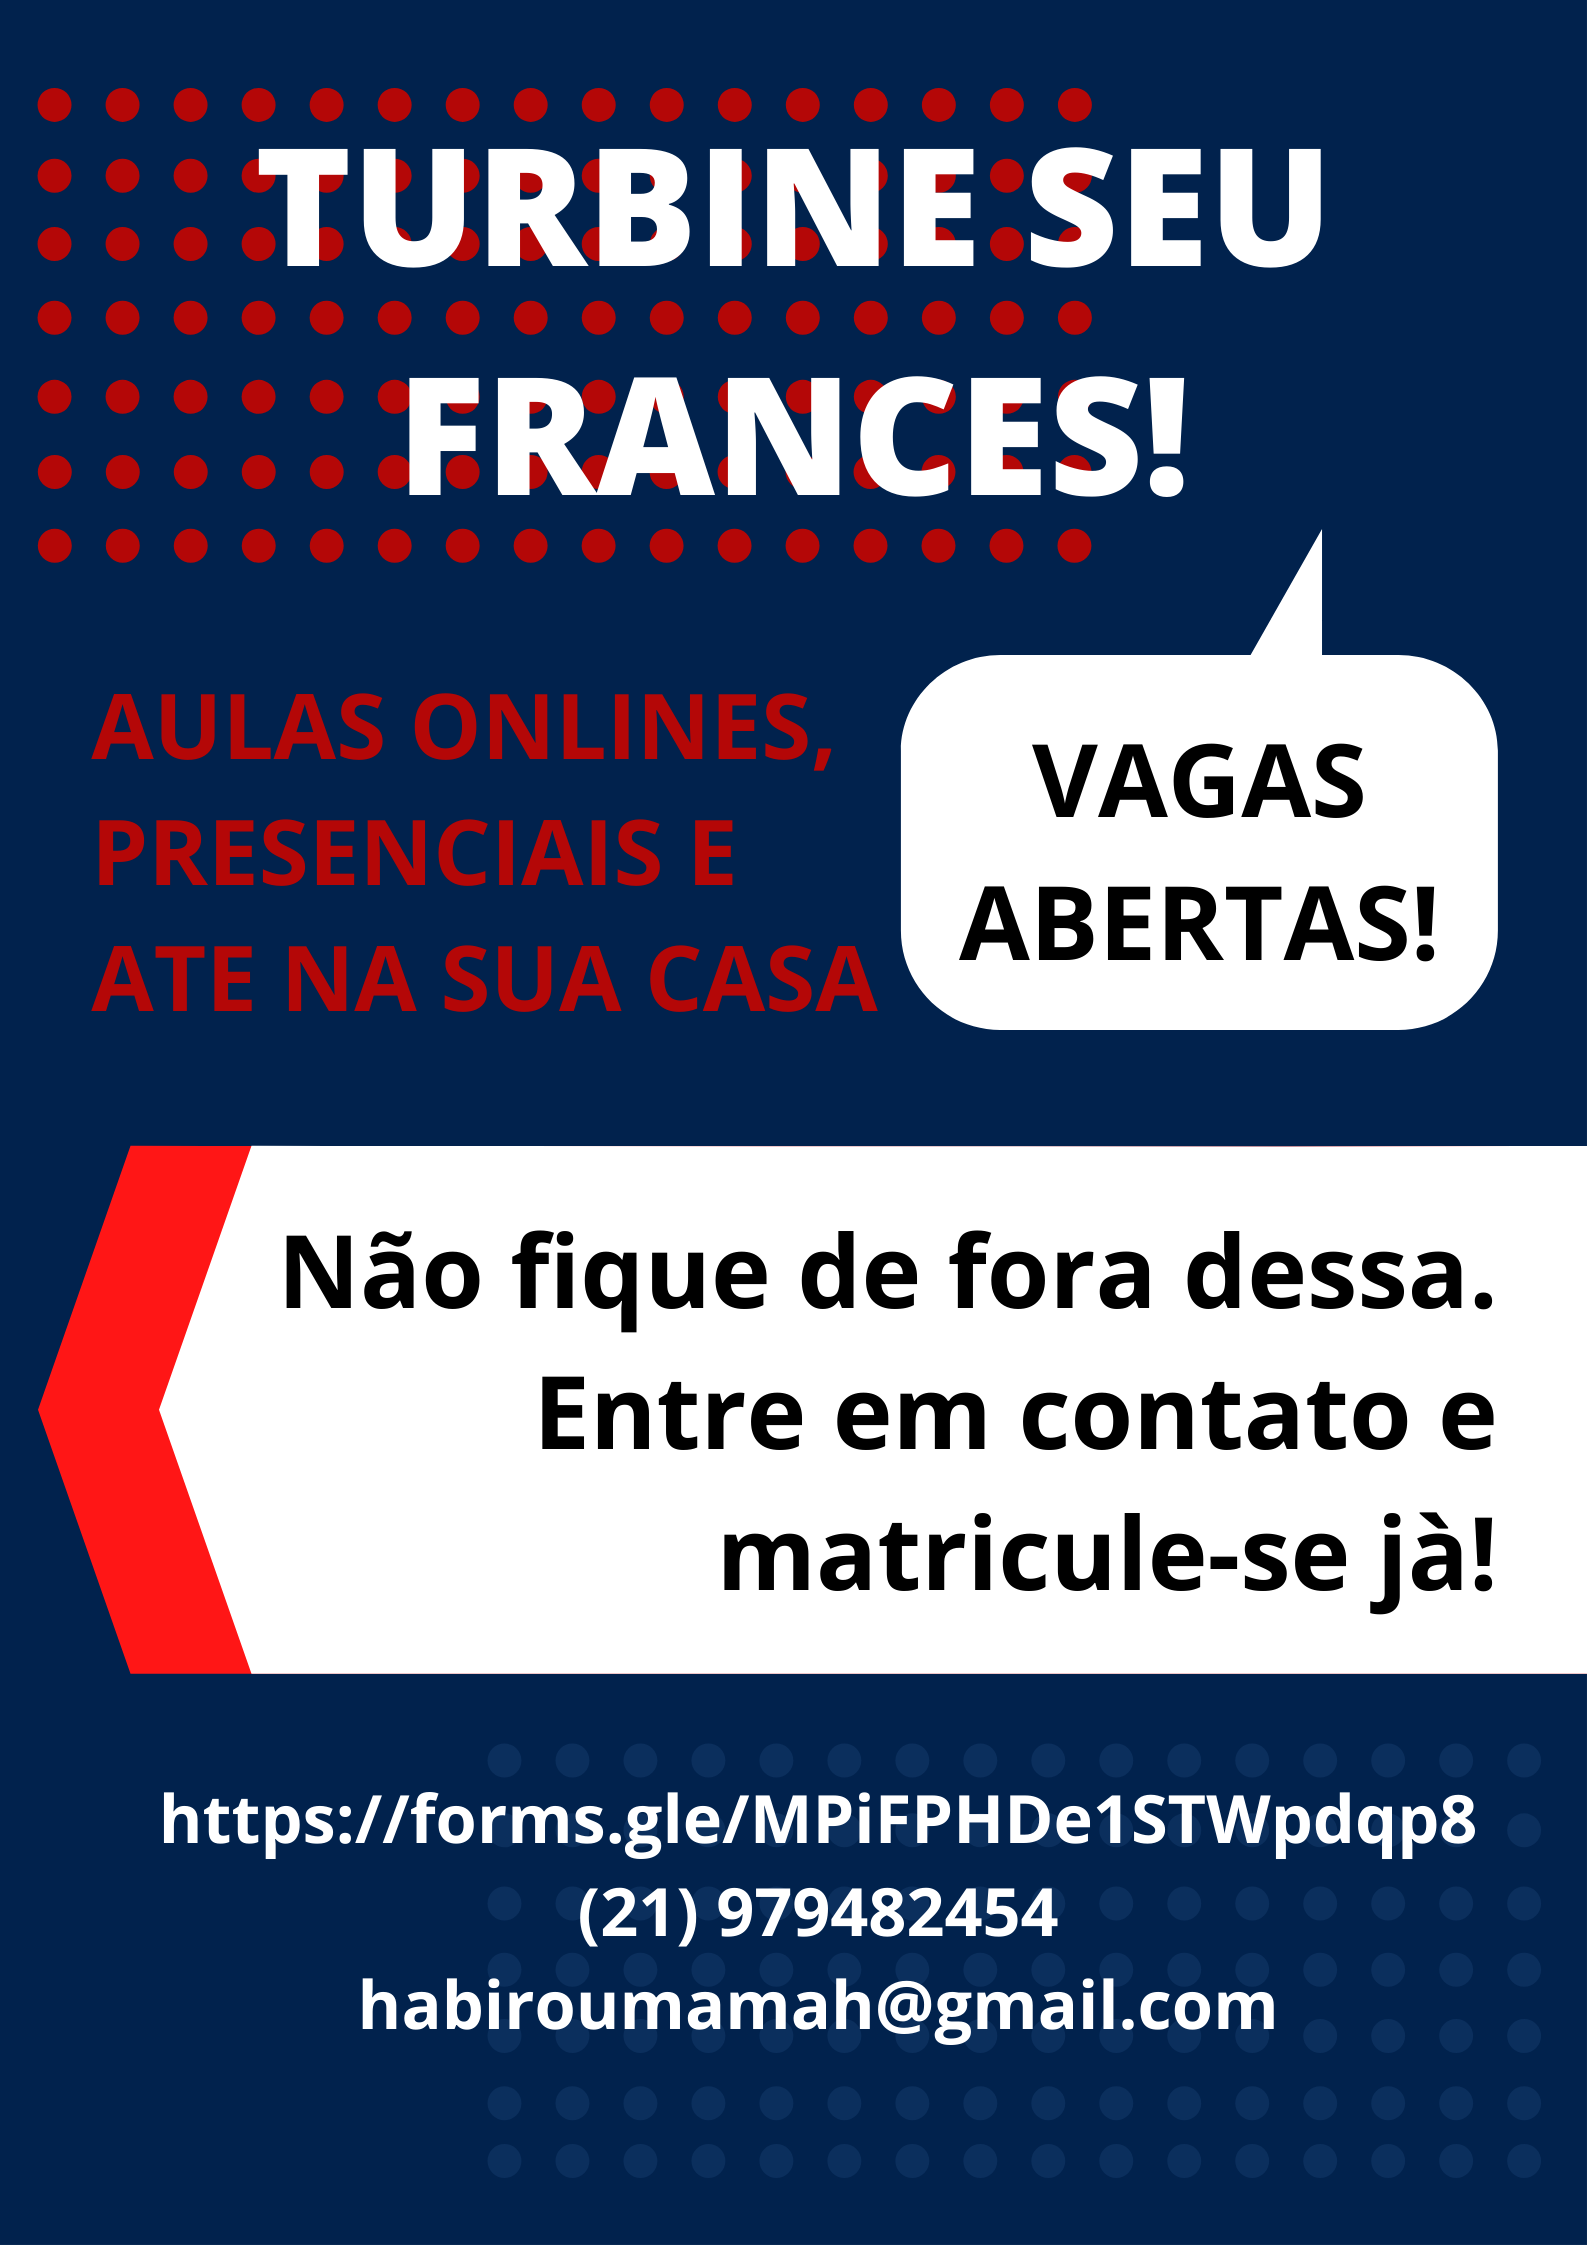 TURBINE SEU
FRANCES!
AULAS ONLINES,
PRESENCIAIS E
ATE NA SUA CASA
VAGAS
ABERTAS!
Não fique de fora dessa.
Entre em contato e
matricule-se jà!
https://forms.gle/MPiFPHDe1STWpdqp8
(21) 979482454
habiroumamah@gmail.com